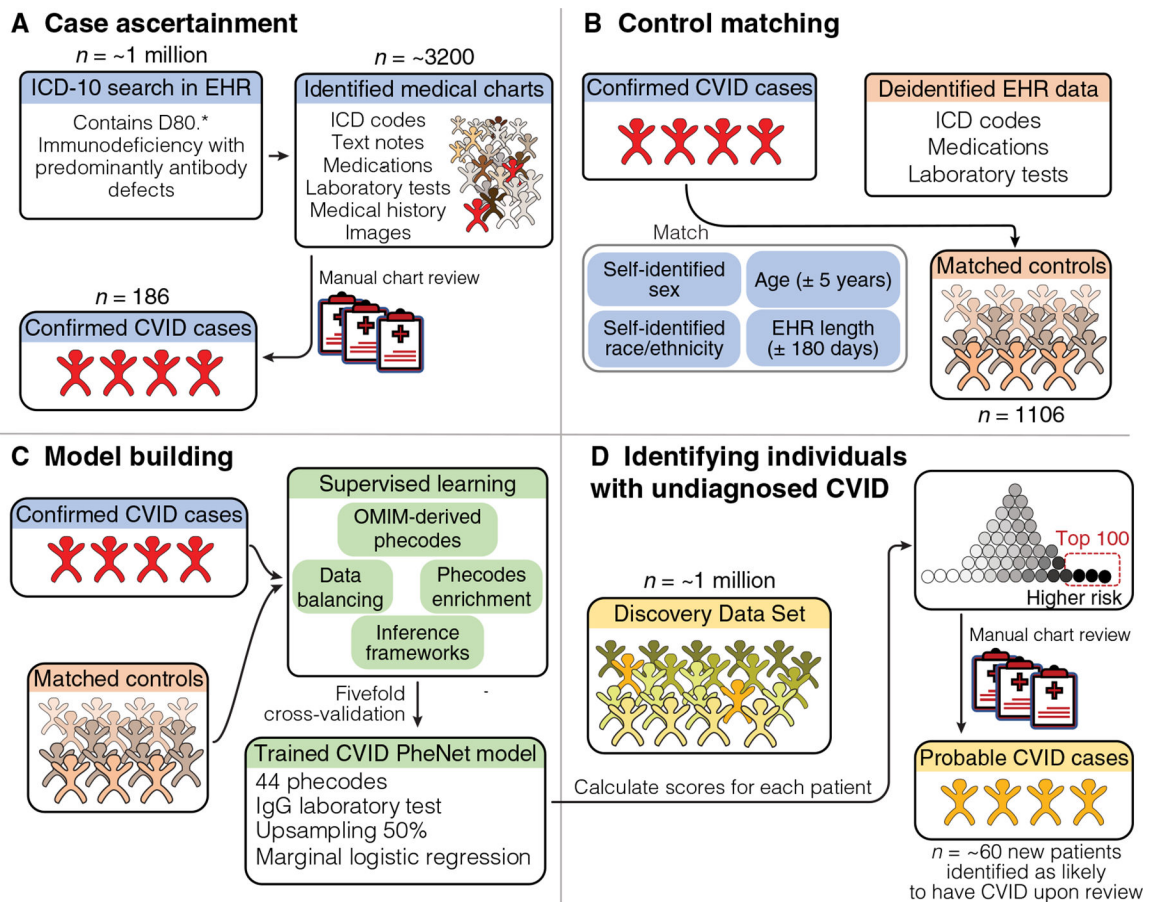 A Case ascertainment
n = ~1 million
ICD-10 search in EHR
Contains D80.*
Immunodeficiency with
predominantly antibody
defects
n = ~3200
Identified medical charts
ICD codes
Text notes
Medications
Laboratory tests
Medical history
Images
Manual chart review
n = 186
Confirmed CVID cases
B Control matching
Confirmed CVID cases
Deidentified EHR data
ICD codes
Medications
Laboratory tests
Match
Self-identified
sex
Age (± 5 years)
Self-identified
race/ethnicity
EHR length
(± 180 days)
Matched controls
n = 1106
C Model building
Confirmed CVID cases
Matched controls
Supervised learning
OMIM-derived
phecodes
Data
balancing
Phecodes
enrichment
Inference
frameworks
Fivefold
cross-validation
Trained CVID PheNet model
44 phecodes
IgG laboratory test
Upsampling 50%
Marginal logistic regression
D Identifying individuals
with undiagnosed CVID
n = ~1 million
Discovery Data Set
Calculate scores for each patient
Top 100
Higher risk
Manual chart review
Probable CVID cases
n = ~60 new patients
identified as likely
to have CVID upon review